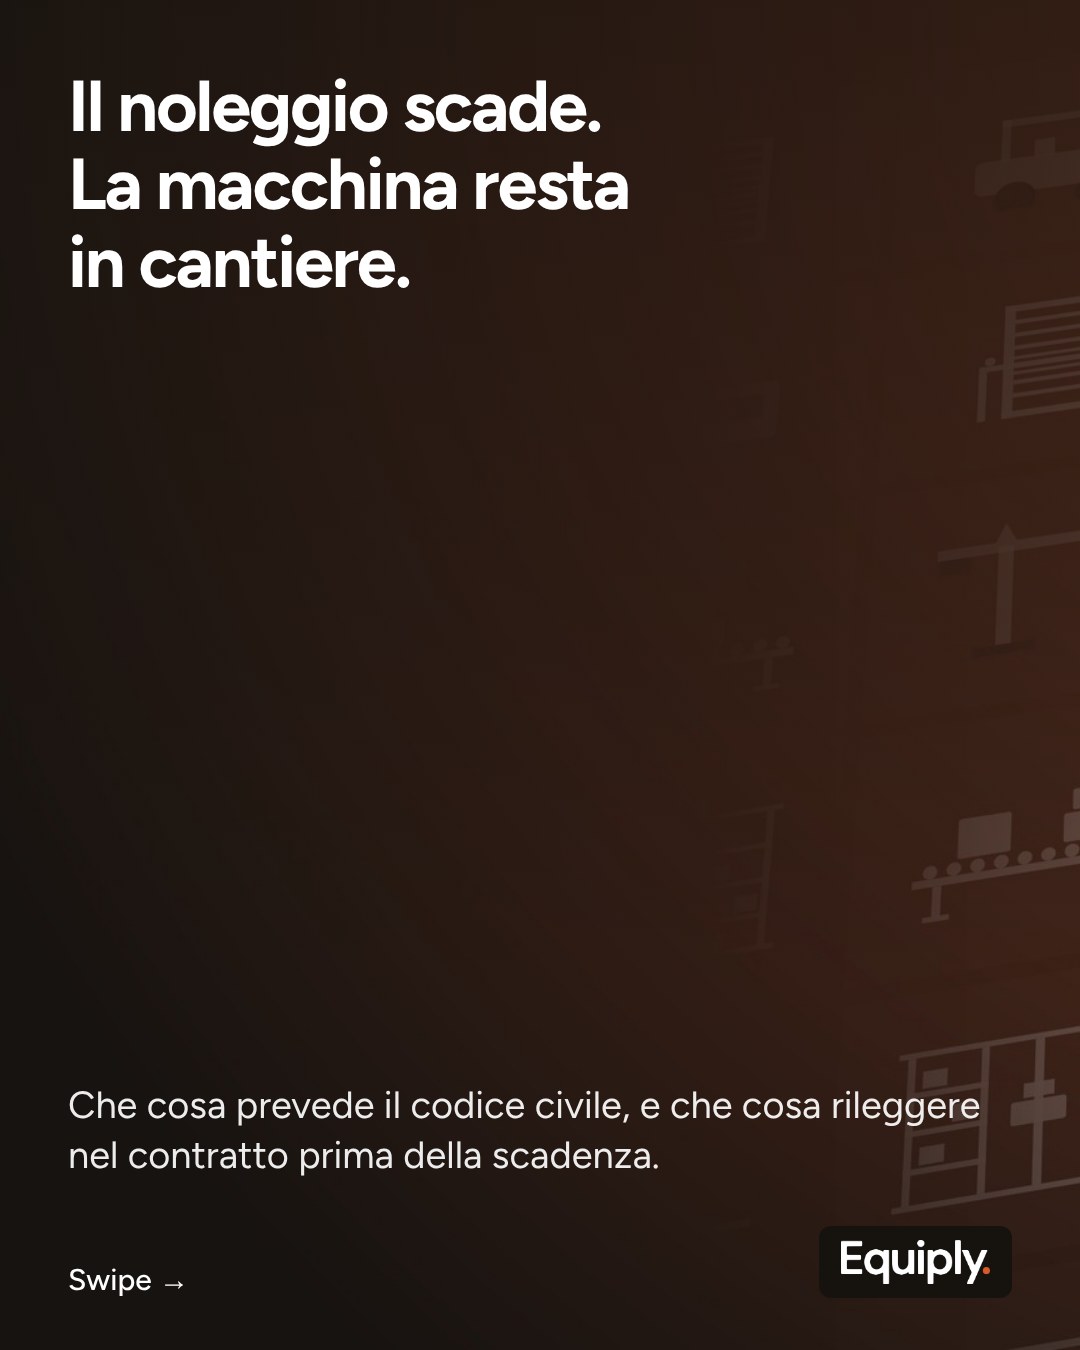 Il noleggio scade.
La macchina resta
in cantiere.
Che cosa prevede il codice civile, e che cosa rileggere
nel contratto prima della scadenza.
Swipe →
Equiply.